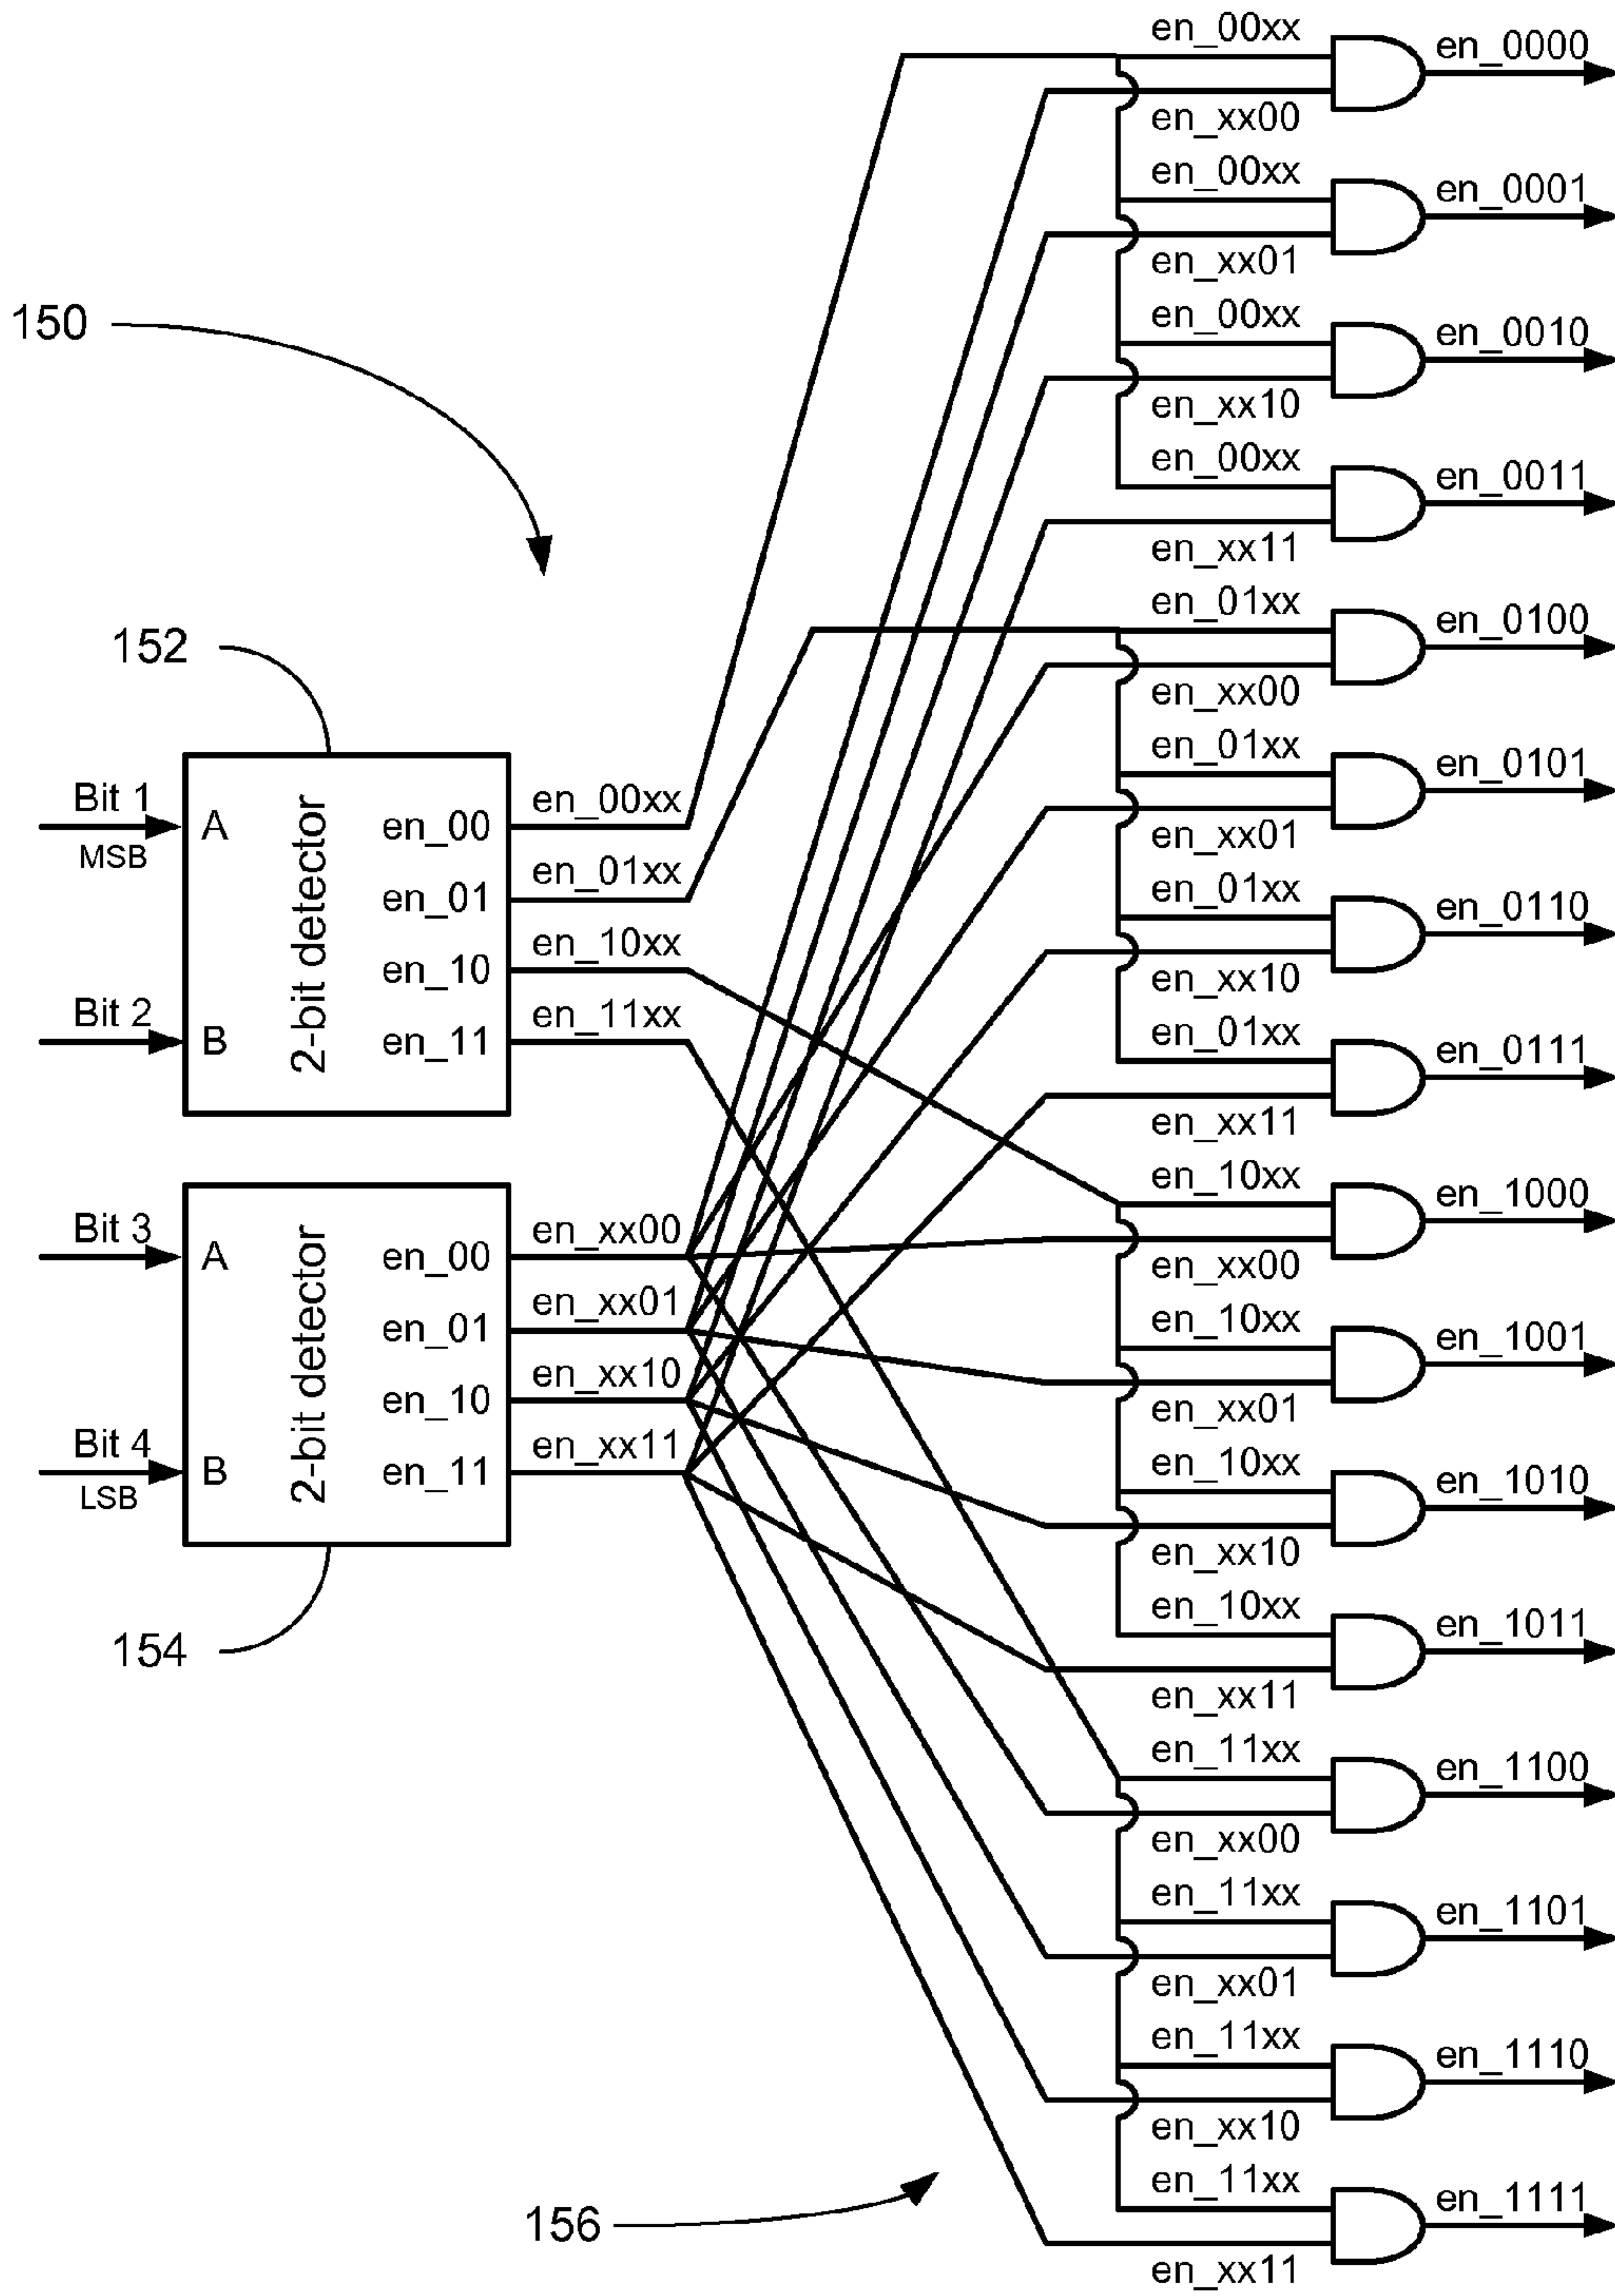 150
152
Bit 1
MSB
A
Bit 2
B
2-bit detector
en_00
en_01
en_10
en_11
en_00xx
en_01xx
en_10xx
en_11xx
Bit 3
A
Bit 4
LSB
B
2-bit detector
en_00
en_01
en_10
en_11
en_xx00
en_xx01
en_xx10
en_xx11
154
156
en_00xx
en_xx00
en_0000
en_00xx
en_xx01
en_0001
en_00xx
en_xx10
en_0010
en_00xx
en_xx11
en_0011
en_01xx
en_xx00
en_0100
en_01xx
en_xx01
en_0101
en_01xx
en_xx10
en_0110
en_01xx
en_xx11
en_0111
en_10xx
en_xx00
en_1000
en_10xx
en_xx01
en_1001
en_10xx
en_xx10
en_1010
en_10xx
en_xx11
en_1011
en_11xx
en_xx00
en_1100
en_11xx
en_xx01
en_1101
en_11xx
en_xx10
en_1110
en_11xx
en_xx11
en_1111